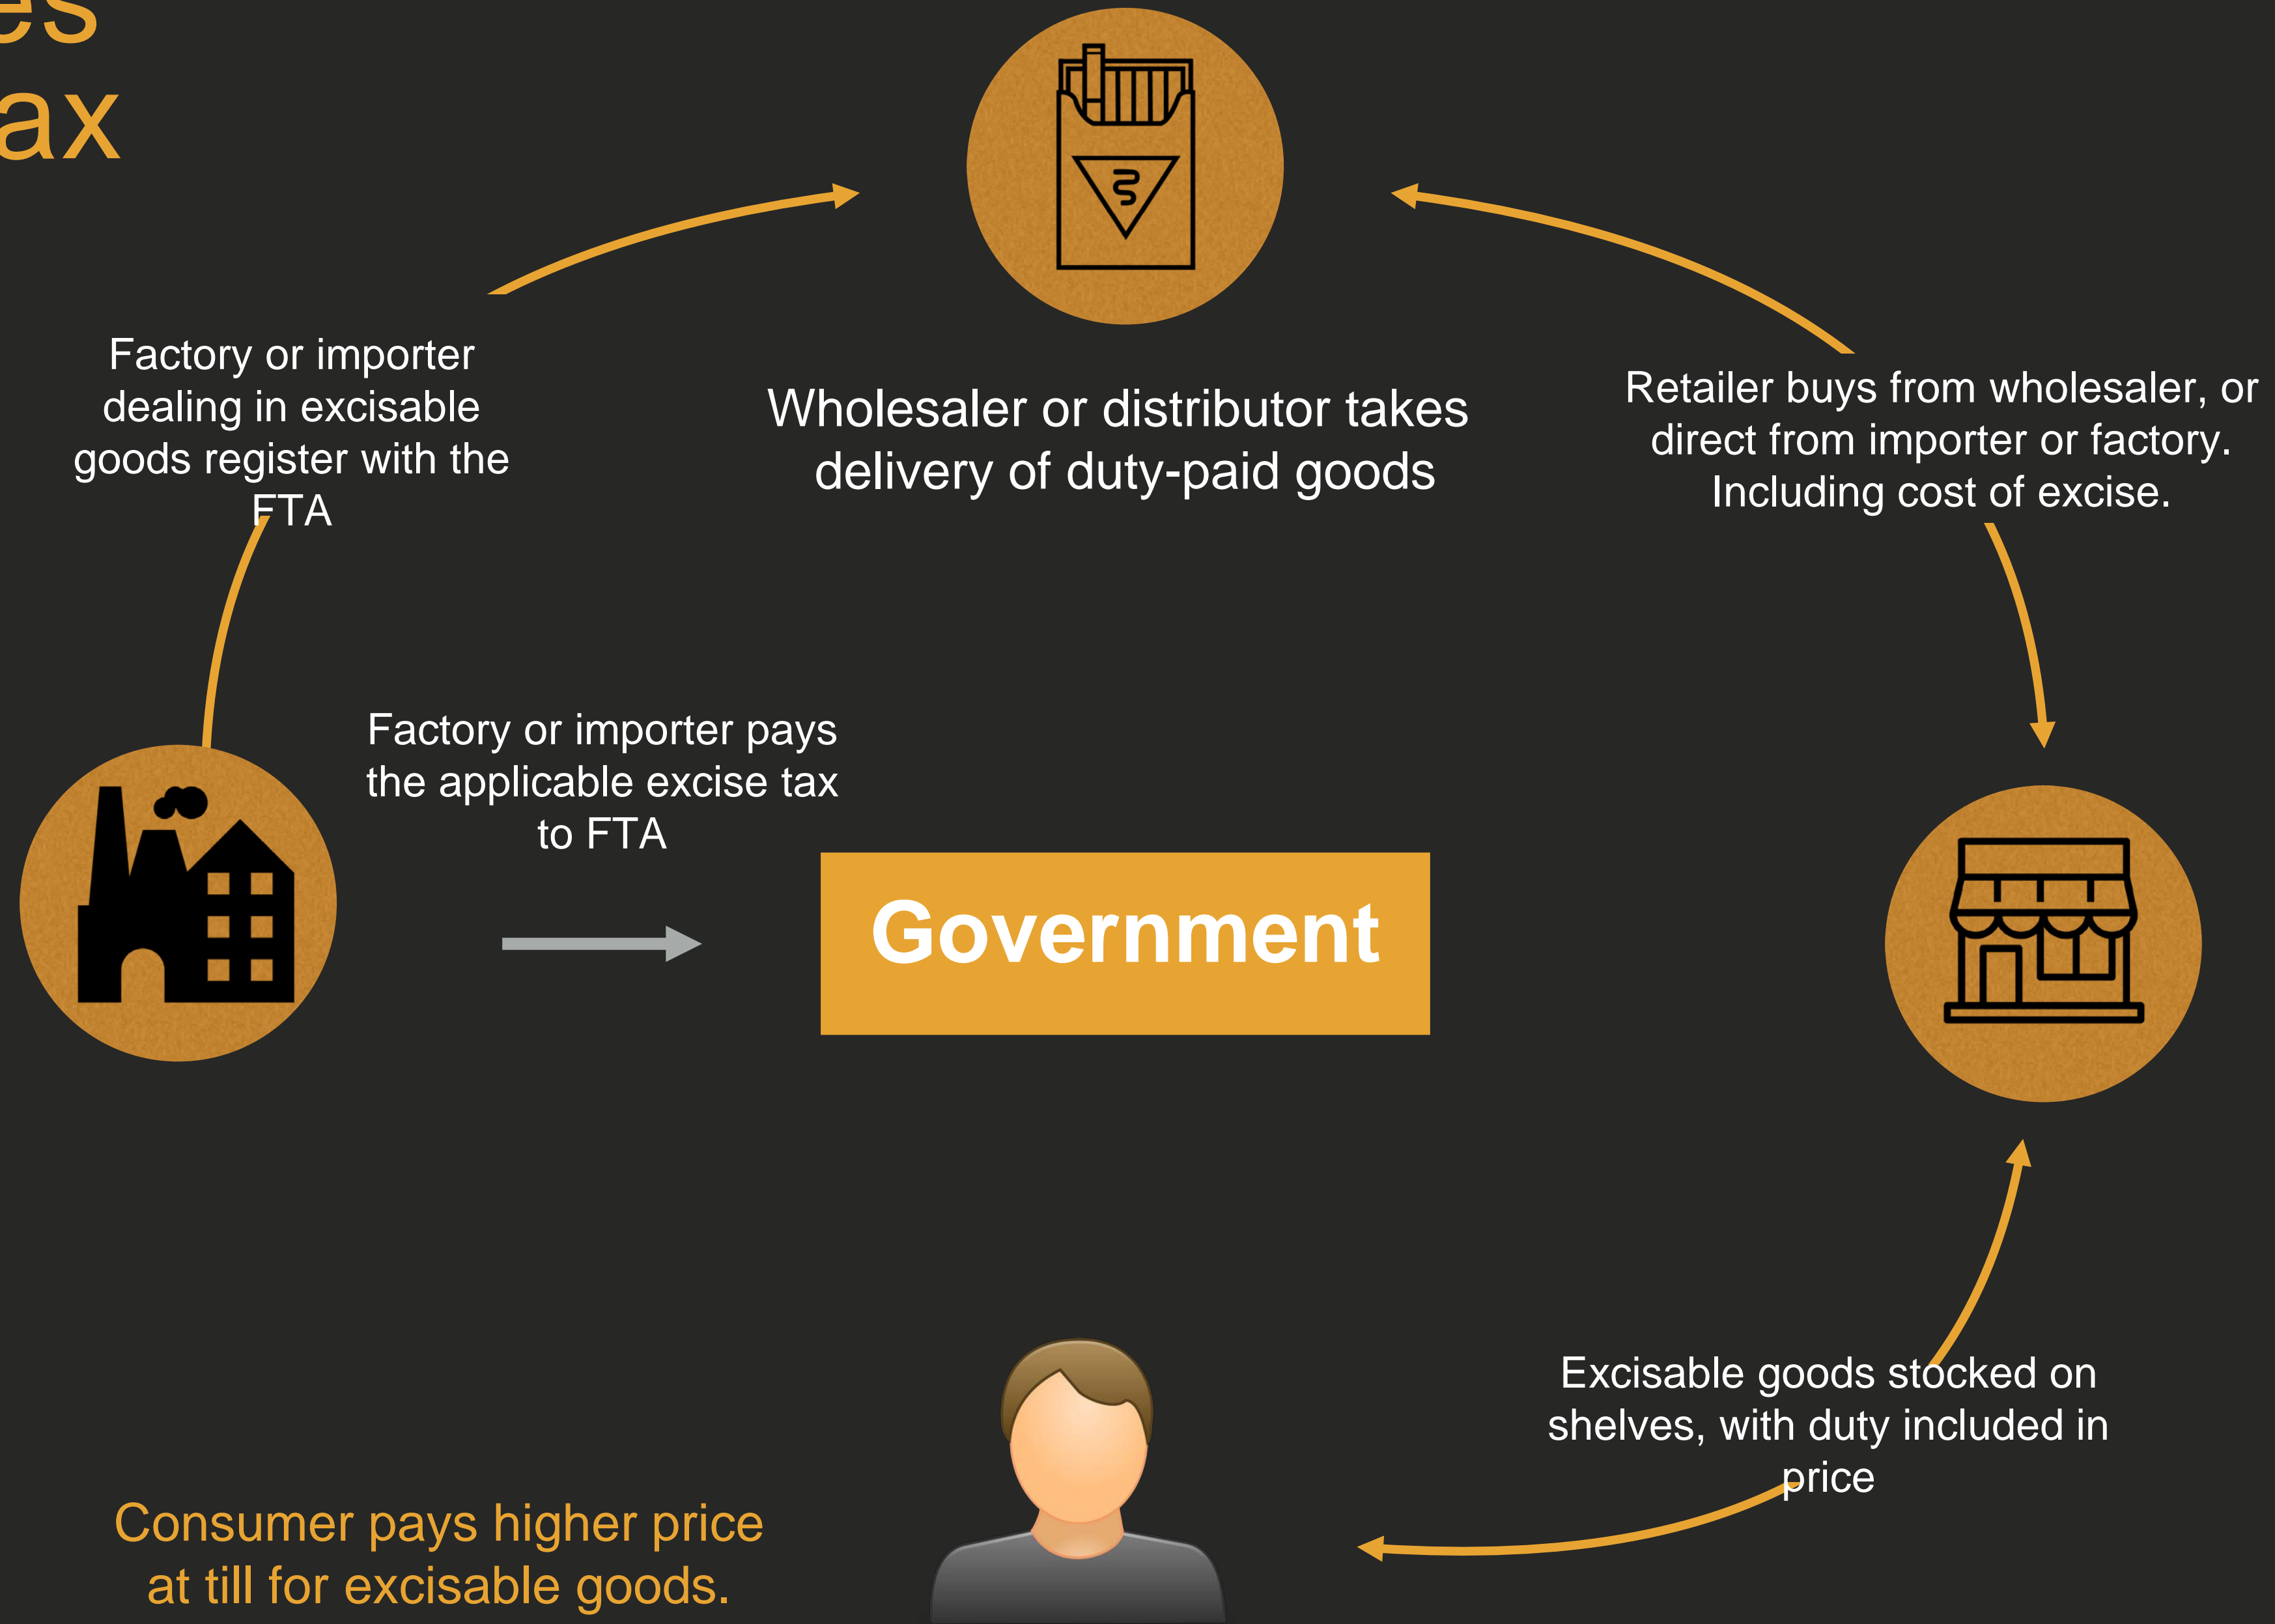 es
ax
Factory or importer
dealing in excisable
goods register with the
FTA
Wholesaler or distributor takes
delivery of duty-paid goods
Retailer buys from wholesaler, or
direct from importer or factory.
Including cost of excise.
Factory or importer pays
the applicable excise tax
to FTA
Government
Excisable goods stocked on
shelves, with duty included in
price
Consumer pays higher price
at till for excisable goods.